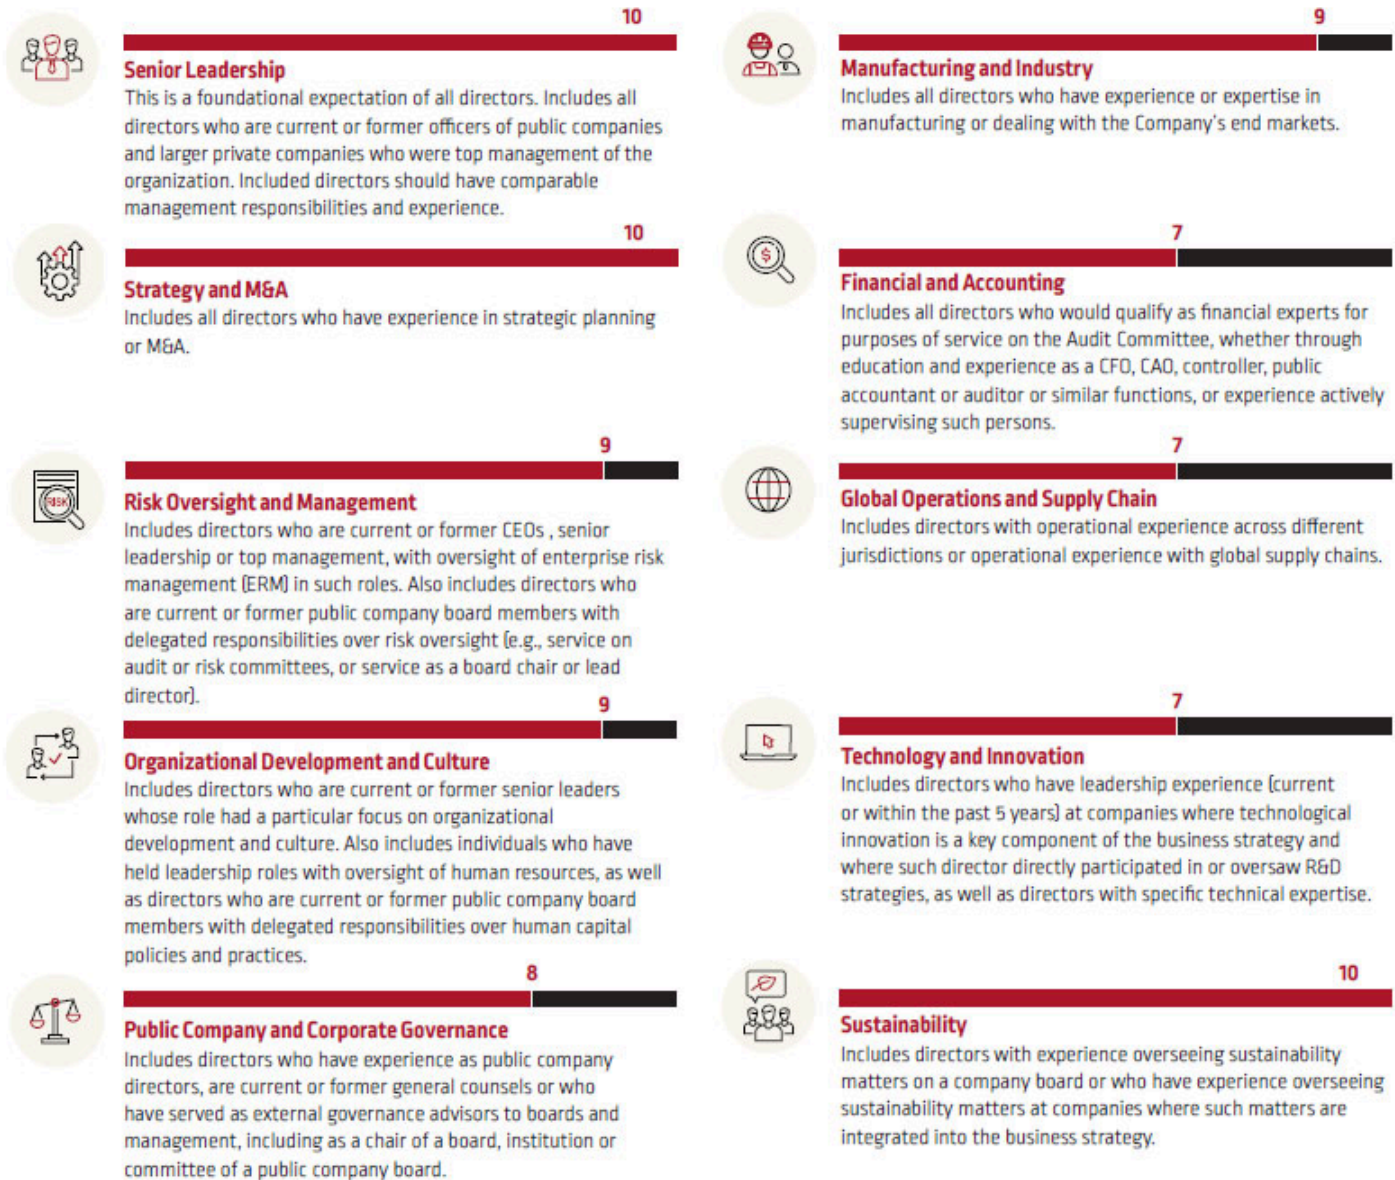 10
Senior Leadership
This is a foundational expectation of all directors. Includes all
directors who are current or former officers of public companies
and larger private companies who were top management of the
organization. Included directors should have comparable
management responsibilities and experience.
10
Strategy and M&A
Includes all directors who have experience in strategic planning
or M&A.
9
RISK
Risk Oversight and Management
Includes directors who are current or former CEOs , senior
leadership or top management, with oversight of enterprise risk
management (ERM) in such roles. Also includes directors who
are current or former public company board members with
delegated responsibilities over risk oversight (e.g., service on
audit or risk committees, or service as a board chair or lead
director).
9
Organizational Development and Culture
Includes directors who are current or former senior leaders
whose role had a particular focus on organizational
development and culture. Also includes individuals who have
held leadership roles with oversight of human resources, as well
as directors who are current or former public company board
members with delegated responsibilities over human capital
policies and practices.
8
Public Company and Corporate Governance
Includes directors who have experience as public company
directors, are current or former general counsels or who
have served as external governance advisors to boards and
management, including as a chair of a board, institution or
committee of a public company board.
9
Manufacturing and Industry
Includes all directors who have experience or expertise in
manufacturing or dealing with the Company's end markets.
7
$
Financial and Accounting
Includes all directors who would qualify as financial experts for
purposes of service on the Audit Committee, whether through
education and experience as a CFO, CAO, controller, public
accountant or auditor or similar functions, or experience actively
supervising such persons.
7
Global Operations and Supply Chain
Includes directors with operational experience across different
jurisdictions or operational experience with global supply chains.
7
Technology and Innovation
Includes directors who have leadership experience (current
or within the past 5 years) at companies where technological
innovation is a key component of the business strategy and
where such director directly participated in or oversaw R&D
strategies, as well as directors with specific technical expertise.
10
Sustainability
Includes directors with experience overseeing sustainability
matters on a company board or who have experience overseeing
sustainability matters at companies where such matters are
integrated into the business strategy.